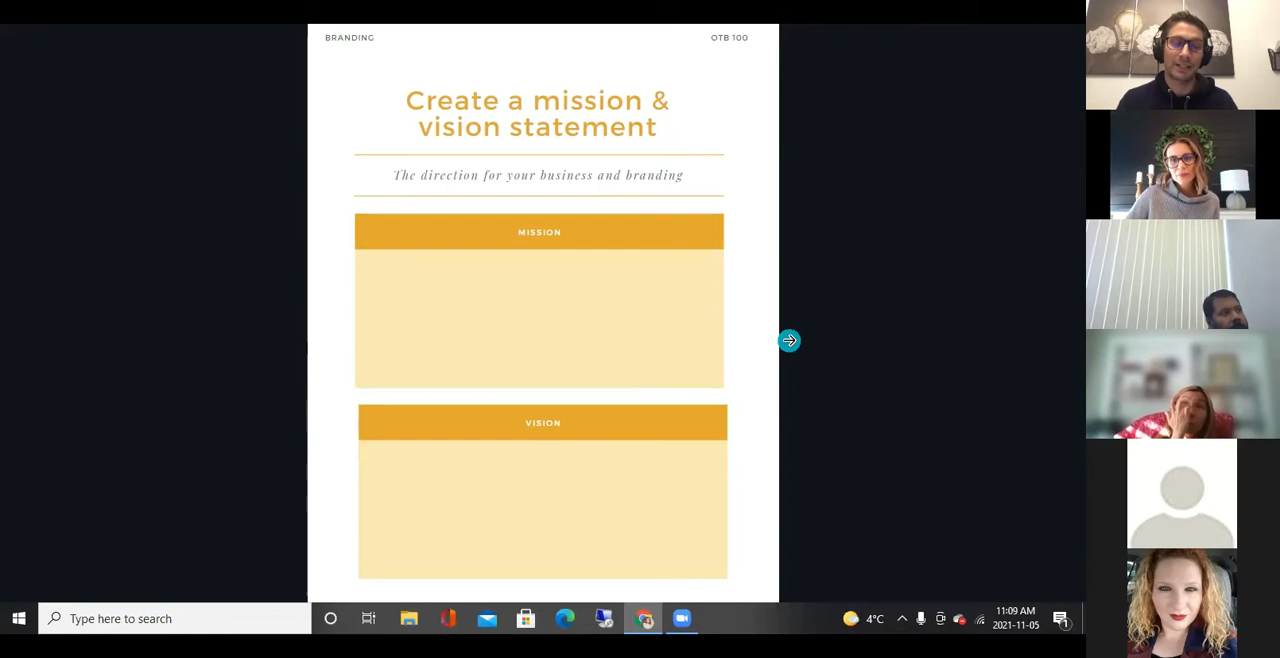 BRANDING
OTB 100
Create a mission &
vision statement
The direction for your business and branding
MISSION
VISION
Type here to search
4°C
11:09 AM
2021-11-05
1